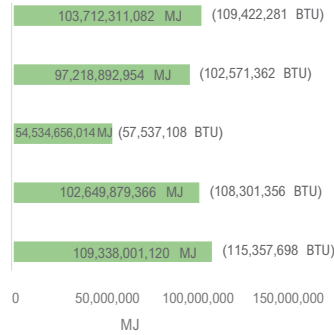 103,712,311,082 MJ (109,422,281 BTU)
97,218,892,954 MJ (102,571,362 BTU)
54,534,656,014 MJ (57,537,108 BTU)
102,649,879,366 MJ (108,301,356 BTU)
109,338,001,120 MJ (115,357,698 BTU)
0 50,000,000 100,000,000 150,000,000
MJ